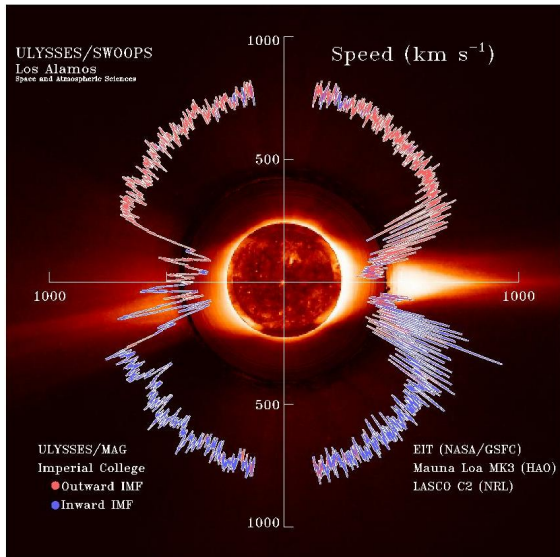 ULYSSES/SWOOPS
Los Alamos
Space and Atmospheric Sciences
Speed (km s⁻¹)
1000
500
1000
1000
500
1000
ULYSSES/MAG
Imperial College
Outward IMF
Inward IMF
EIT (NASA/GSFC)
Mauna Loa MK3 (HAO)
LASCO C2 (NRL)